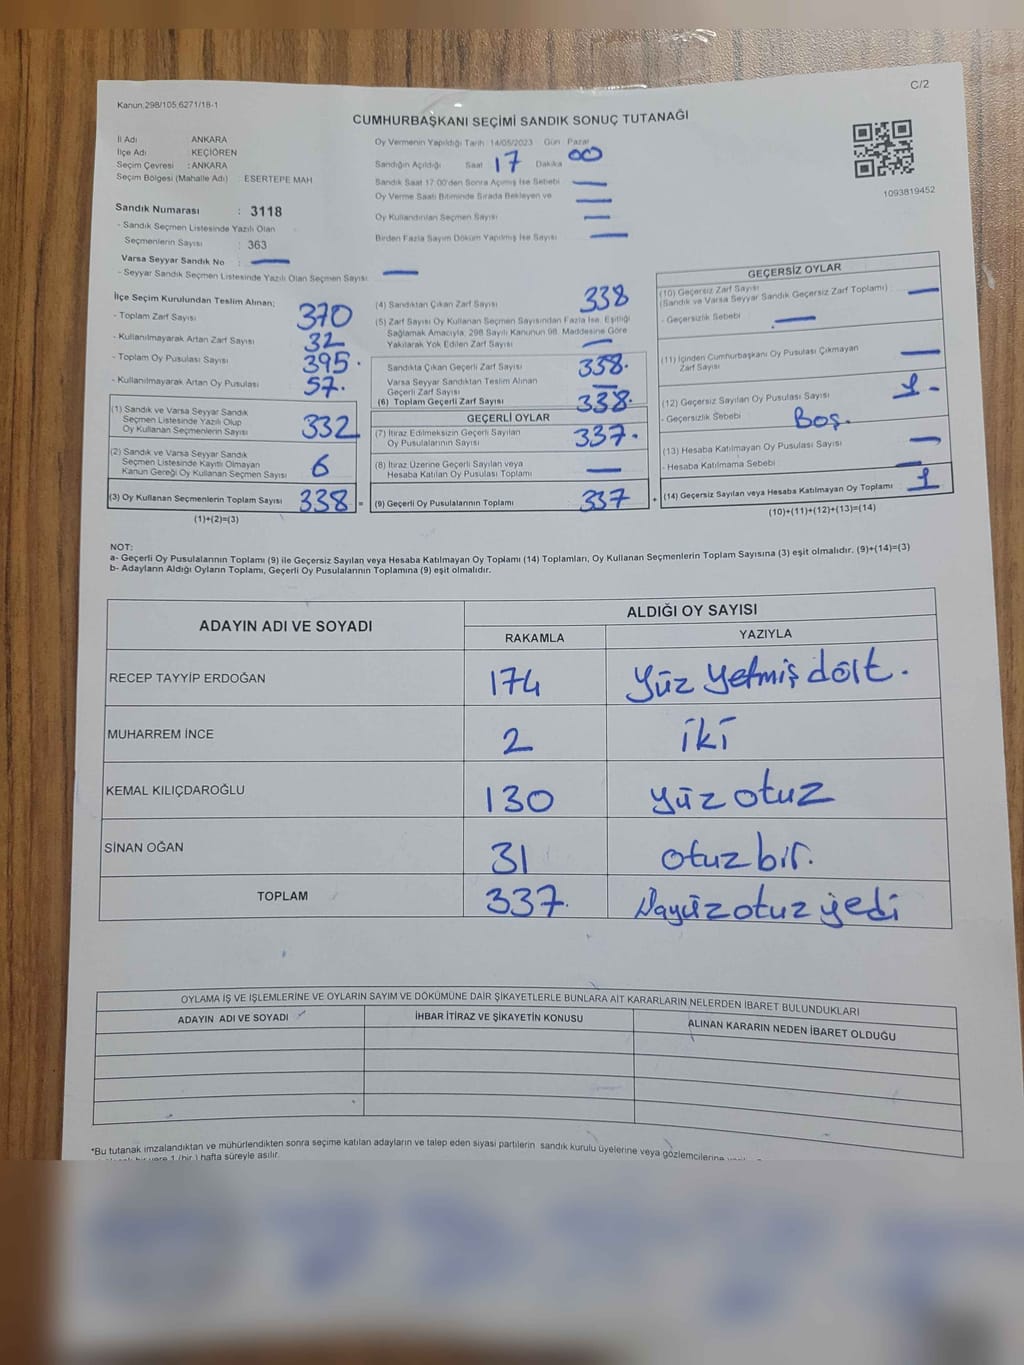 C/2
Kanun:298/105,6271/18-1
CUMHURBAŞKANI SEÇİMİ SANDIK SONUÇ TUTANAĞI
İl Adı ANKARA
İlçe Adı KEÇİÖREN
Seçim Çevresi : ANKARA
Seçim Bölgesi (Mahalle Adı) ESERTEPE MAH
Oy Vermenin Yapıldığı Tarih :14/05/2023 Gün : Pazar
Sandığın Açıldığı Saat 17 Dakika 00
Sandık Saat 17:00'den Sonra Açılmış İse Sebebi —
Oy Verme Saati Bitiminde Sırada Bekleyen ve —
Oy Kullandırılan Seçmen Sayısı —
Birden Fazla Sayım Döküm Yapılmış İse Sayısı —
1093819452
Sandık Numarası : 3118
- Sandık Seçmen Listesinde Yazılı Olan
Seçmenlerin Sayısı : 363
Varsa Seyyar Sandık No : —
- Seyyar Sandık Seçmen Listesinde Yazılı Olan Seçmen Sayısı: —
İlçe Seçim Kurulundan Teslim Alınan;
- Toplam Zarf Sayısı 370
- Kullanılmayarak Artan Zarf Sayısı 32
- Toplam Oy Pusulası Sayısı 395.
- Kullanılmayarak Artan Oy Pusulası 57.
(1) Sandık ve Varsa Seyyar Sandık
Seçmen Listesinde Yazılı Olup
Oy Kullanan Seçmenlerin Sayısı 332
(2) Sandık ve Varsa Seyyar Sandık
Seçmen Listesinde Kayıtlı Olmayan
Kanun Gereği Oy Kullanan Seçmen Sayısı 6
(3) Oy Kullanan Seçmenlerin Toplam Sayısı 338 =
(1)+(2)=(3)
(4) Sandıktan Çıkan Zarf Sayısı 338
(5) Zarf Sayısı Oy Kullanan Seçmen Sayısından Fazla İse, Eşitliği
Sağlamak Amacıyla, 298 Sayılı Kanunun 98. Maddesine Göre
Yakılarak Yok Edilen Zarf Sayısı —
Sandıkta Çıkan Geçerli Zarf Sayısı 338.
Varsa Seyyar Sandıktan Teslim Alınan
Geçerli Zarf Sayısı —
(6) Toplam Geçerli Zarf Sayısı 338.
GEÇERLİ OYLAR
(7) İtiraz Edilmeksizin Geçerli Sayılan
Oy Pusulalarının Sayısı 337.
(8) İtiraz Üzerine Geçerli Sayılan veya
Hesaba Katılan Oy Pusulası Toplamı —
(9) Geçerli Oy Pusulalarının Toplamı 337 +
GEÇERSİZ OYLAR
(10) Geçersiz Zarf Sayısı
(Sandık ve Varsa Seyyar Sandık Geçersiz Zarf Toplamı) : —
- Geçersizlik Sebebi : —
(11) İçinden Cumhurbaşkanı Oy Pusulası Çıkmayan
Zarf Sayısı —
(12) Geçersiz Sayılan Oy Pusulası Sayısı 1-
- Geçersizlik Sebebi Boş.
(13) Hesaba Katılmayan Oy Pusulası Sayısı —
- Hesaba Katılmama Sebebi —
(14) Geçersiz Sayılan veya Hesaba Katılmayan Oy Toplamı 1
(10)+(11)+(12)+(13)=(14)
NOT:
a- Geçerli Oy Pusulalarının Toplamı (9) ile Geçersiz Sayılan veya Hesaba Katılmayan Oy Toplamı (14) Toplamları, Oy Kullanan Seçmenlerin Toplam Sayısına (3) eşit olmalıdır. (9)+(14)=(3)
b- Adayların Aldığı Oyların Toplamı, Geçerli Oy Pusulalarının Toplamına (9) eşit olmalıdır.
ADAYIN ADI VE SOYADI ALDIĞI OY SAYISI
RAKAMLA YAZIYLA
RECEP TAYYİP ERDOĞAN 174 Yüz yetmiş dört.
MUHARREM İNCE 2 iki
KEMAL KILIÇDAROĞLU 130 yüz otuz
SİNAN OĞAN 31 otuz bir.
TOPLAM 337. üçyüz otuz yedi
OYLAMA İŞ VE İŞLEMLERİNE VE OYLARIN SAYIM VE DÖKÜMÜNE DAİR ŞİKAYETLERLE BUNLARA AİT KARARLARIN NELERDEN İBARET BULUNDUKLARI
ADAYIN ADI VE SOYADI İHBAR İTİRAZ VE ŞİKAYETİN KONUSU ALINAN KARARIN NEDEN İBARET OLDUĞU
*Bu tutanak imzalandıktan ve mühürlendikten sonra seçime katılan adayların ve talep eden siyasi partilerin sandık kurulu üyelerine veya gözlemcilerine
1 (bir) hafta süreyle asılır.